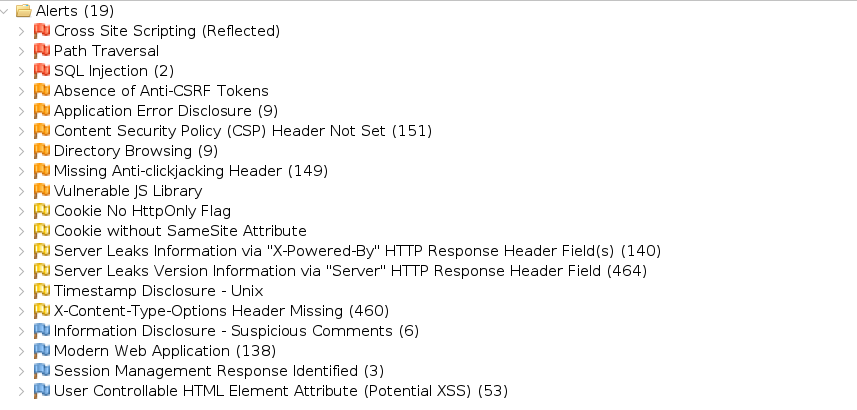 Alerts (19)
Cross Site Scripting (Reflected)
Path Traversal
SQL Injection (2)
Absence of Anti-CSRF Tokens
Application Error Disclosure (9)
Content Security Policy (CSP) Header Not Set (151)
Directory Browsing (9)
Missing Anti-clickjacking Header (149)
Vulnerable JS Library
Cookie No HttpOnly Flag
Cookie without SameSite Attribute
Server Leaks Information via "X-Powered-By" HTTP Response Header Field(s) (140)
Server Leaks Version Information via "Server" HTTP Response Header Field (464)
Timestamp Disclosure - Unix
X-Content-Type-Options Header Missing (460)
Information Disclosure - Suspicious Comments (6)
Modern Web Application (138)
Session Management Response Identified (3)
User Controllable HTML Element Attribute (Potential XSS) (53)